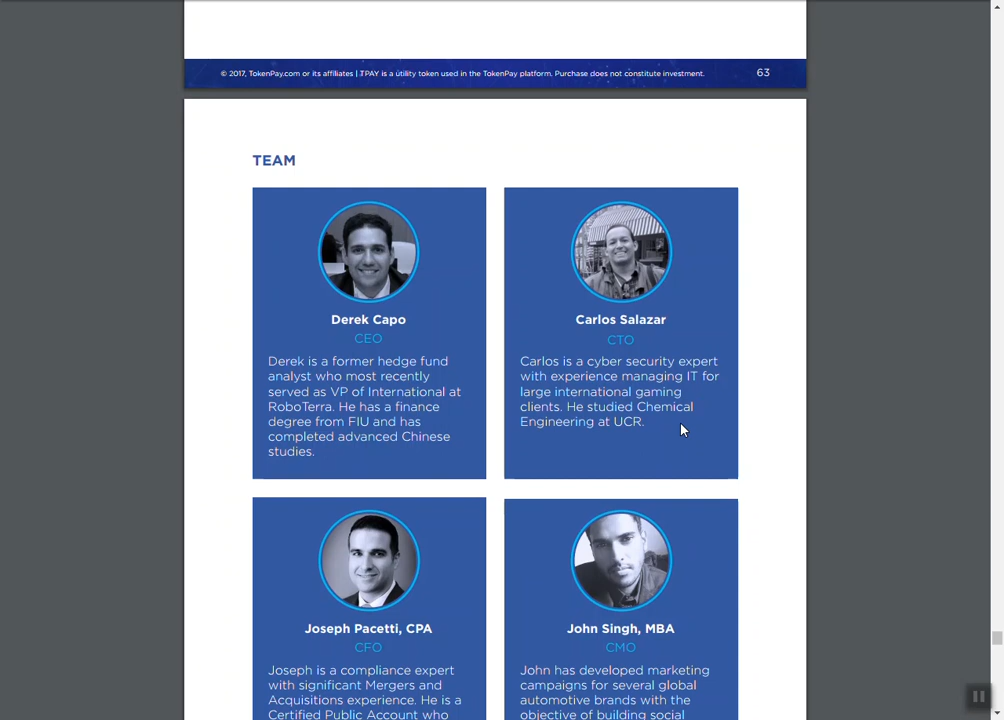 © 2017, TokenPay.com or its affiliates | TPAY is a utility token used in the TokenPay platform. Purchase does not constitute investment.
63
TEAM
Derek Capo
CEO
Derek is a former hedge fund
analyst who most recently
served as VP of International at
RoboTerra. He has a finance
degree from FIU and has
completed advanced Chinese
studies.
Carlos Salazar
CTO
Carlos is a cyber security expert
with experience managing IT for
large international gaming
clients. He studied Chemical
Engineering at UCR.
Joseph Pacetti, CPA
CFO
Joseph is a compliance expert
with significant Mergers and
Acquisitions experience. He is a
Certified Public Account who
John Singh, MBA
CMO
John has developed marketing
campaigns for several global
automotive brands with the
objective of building social